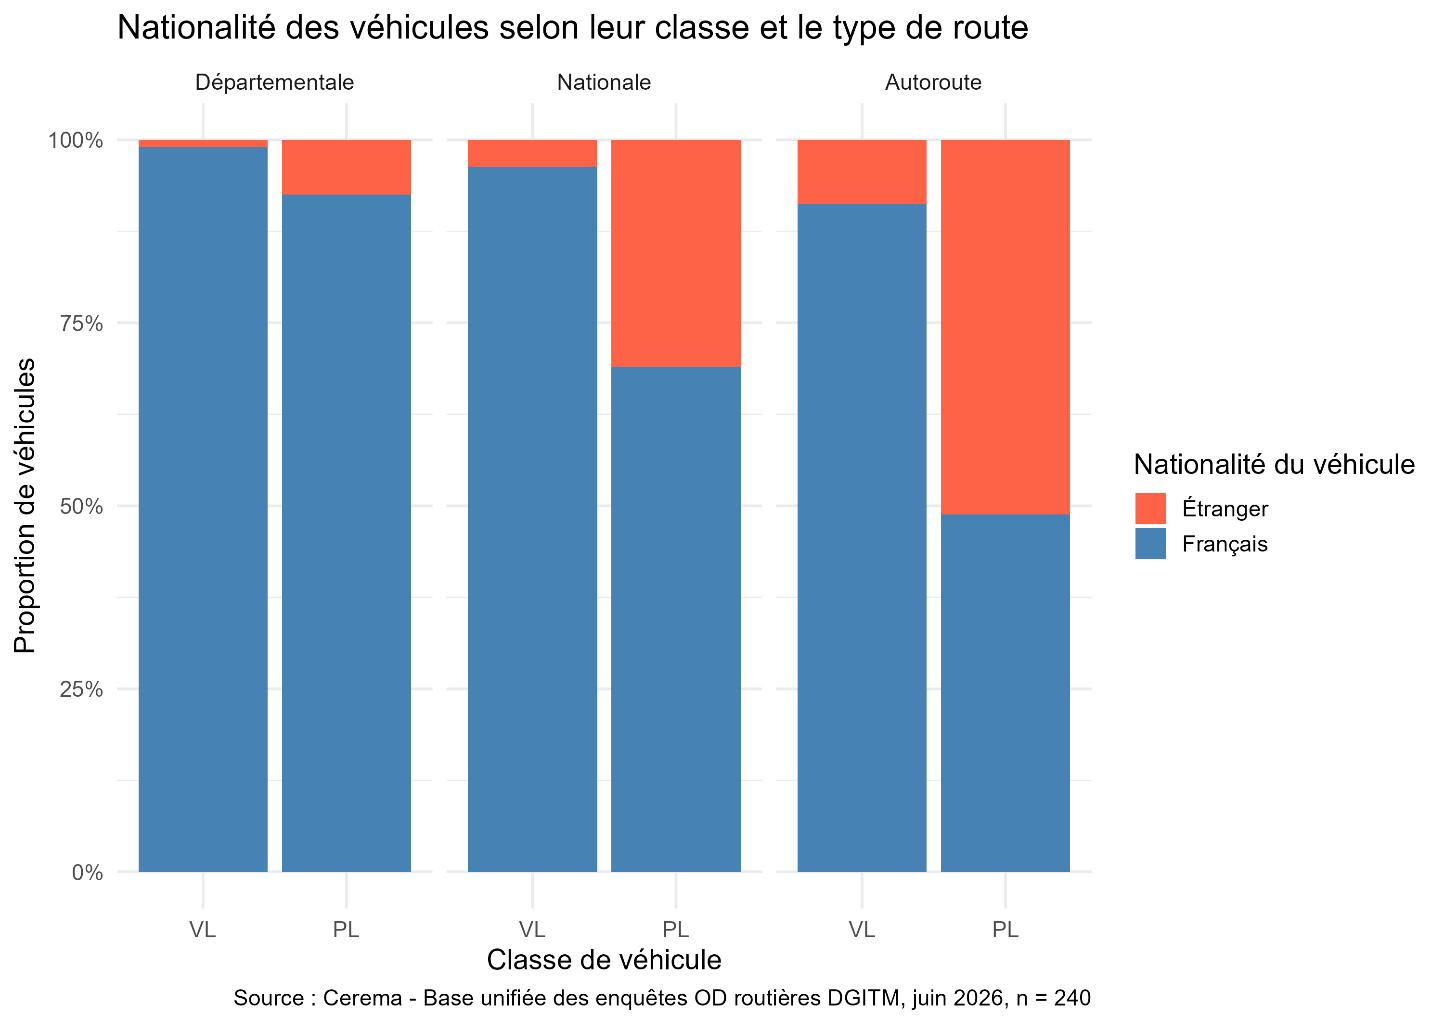 Nationalité des véhicules selon leur classe et le type de route
Départementale
Nationale
Autoroute
100%
75%
50%
25%
0%
Proportion de véhicules
VL
PL
VL
PL
VL
PL
Classe de véhicule
Nationalité du véhicule
Étranger
Français
Source : Cerema - Base unifiée des enquêtes OD routières DGITM, juin 2026, n = 240